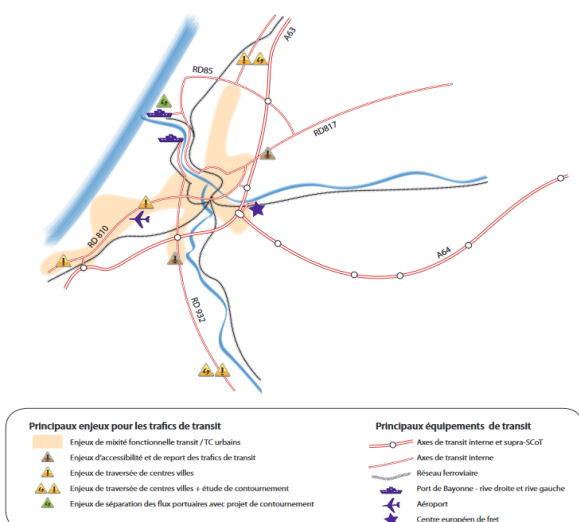 A63
RD85
RD817
RD 810
A64
RD 932
Principaux enjeux pour les trafics de transit
Enjeux de mixité fonctionnelle transit / TC urbains
Enjeux d'accessibilité et de report des trafics de transit
Enjeux de traversée de centres villes
Enjeux de traversée de centres villes + étude de contournement
Enjeux de séparation des flux portuaires avec projet de contournement
Principaux équipements de transit
Axes de transit interne et supra-SCoT
Axes de transit interne
Réseau ferroviaire
Port de Bayonne - rive droite et rive gauche
Aéroport
Centre européen de fret